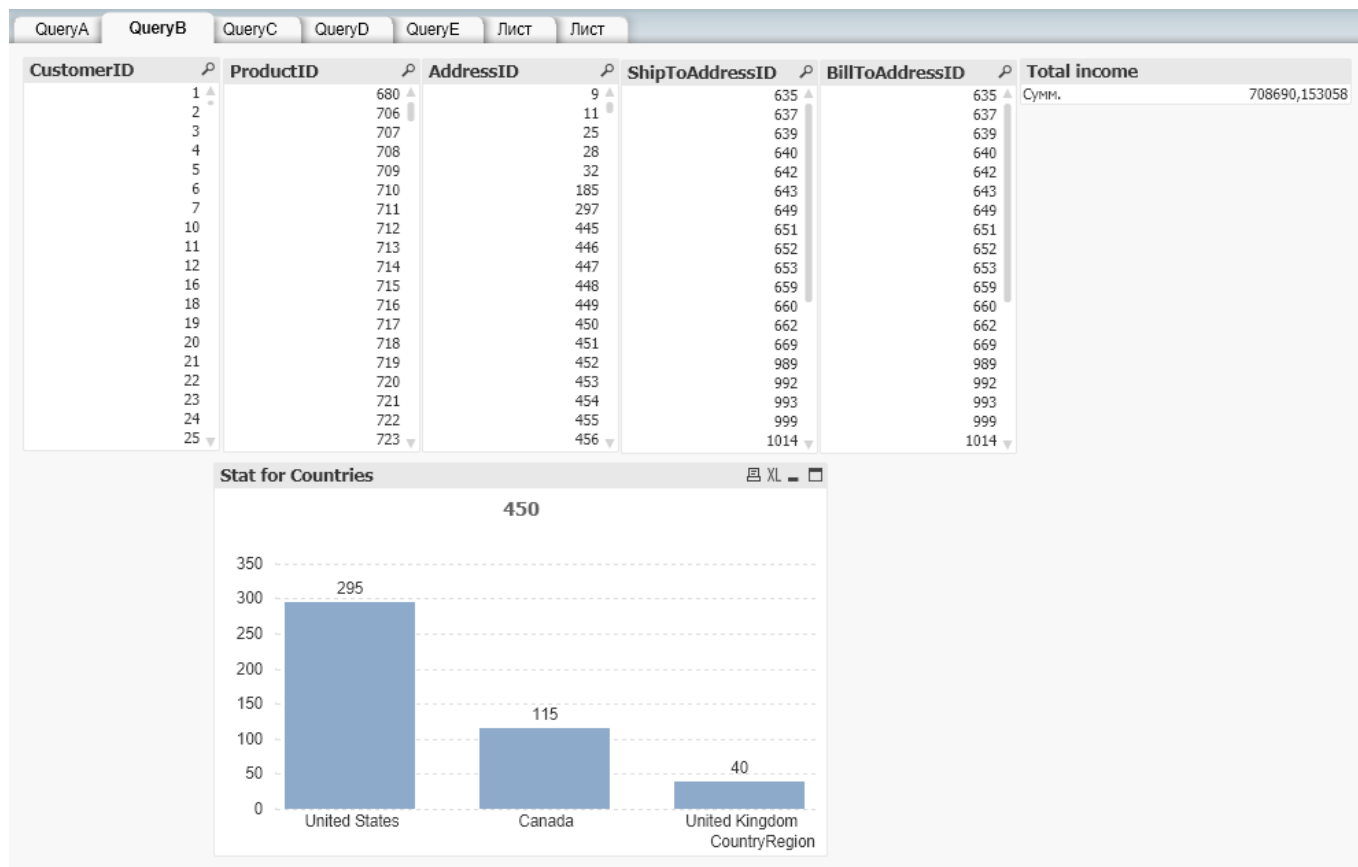 QueryA QueryB QueryC QueryD QueryE Лист Лист
CustomerID ProductID AddressID ShipToAddressID BillToAddressID Total income
1 680 9 635 635 Сумм. 708690,153058
2 706 11 637 637
3 707 25 639 639
4 708 28 640 640
5 709 32 642 642
6 710 185 643 643
7 711 297 649 649
10 712 445 651 651
11 713 446 652 652
12 714 447 653 653
16 715 448 659 659
18 716 449 660 660
19 717 450 662 662
20 718 451 669 669
21 719 452 989 989
22 720 453 992 992
23 721 454 993 993
24 722 455 999 999
25 723 456 1014 1014
Stat for Countries XL
450
350
295
300
250
200
150
115
100
40
50
0
United States Canada United Kingdom
CountryRegion